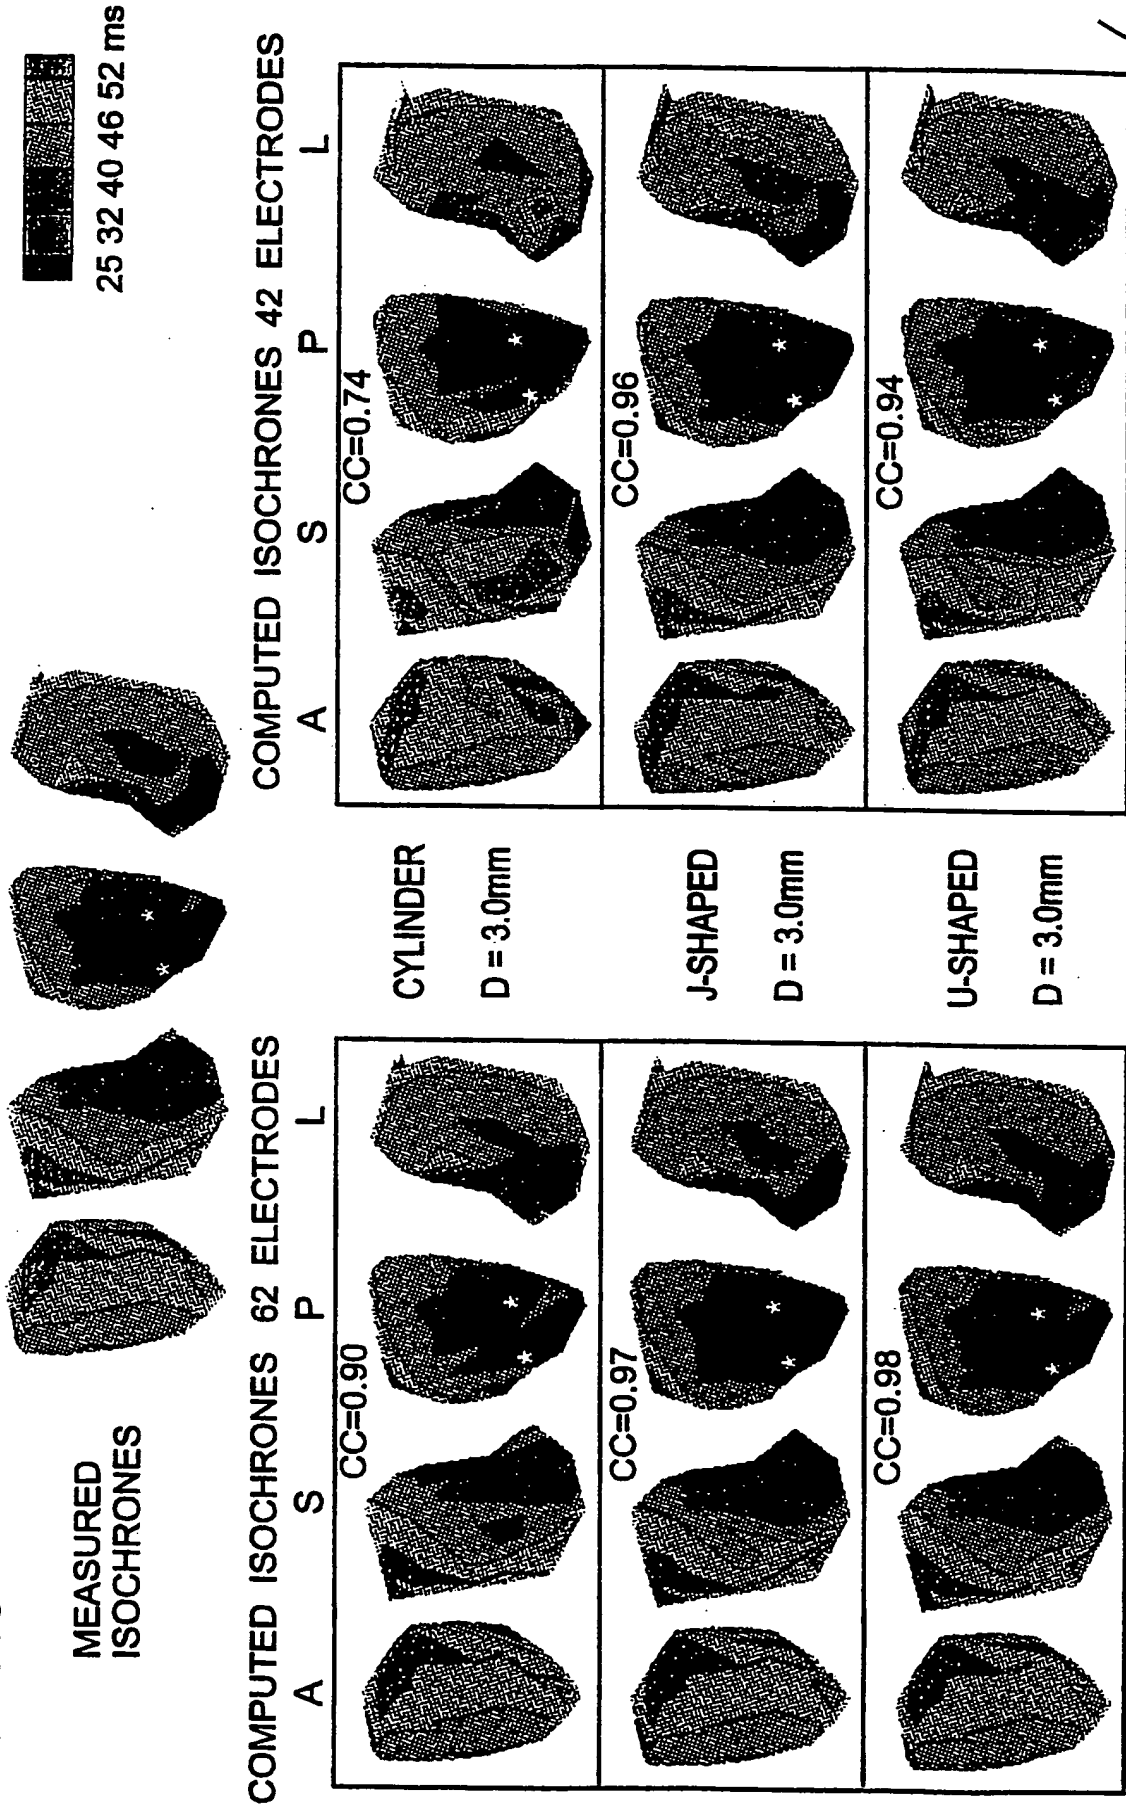 25 32 40 46 52 ms
MEASURED
ISOCHRONES
COMPUTED ISOCHRONES 62 ELECTRODES
A S P L
CC=0.90
CC=0.97
CC=0.98
CYLINDER
D = 3.0mm
J-SHAPED
D = 3.0mm
U-SHAPED
D = 3.0mm
COMPUTED ISOCHRONES 42 ELECTRODES
A S P L
CC=0.74
CC=0.96
CC=0.94